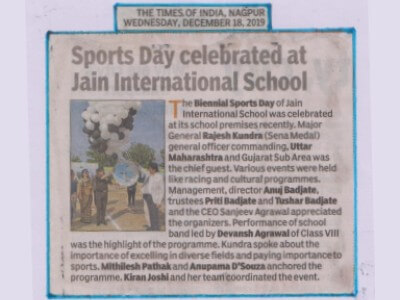 THE TIMES OF INDIA, NAGPUR
WEDNESDAY, DECEMBER 18, 2019
Sports Day celebrated at
Jain International School
The Biennial Sports Day of Jain
International School was celebrated
at its school premises recently. Major
General Rajesh Kundra (Sena Medal)
general officer commanding, Uttar
Maharashtra and Gujarat Sub Area was
the chief guest. Various events were held
like racing and cultural programmes.
Management, director Anuj Badjate,
trustees Priti Badjate and Tushar Badjate
and the CEO Sanjeev Agrawal appreciated
the organizers. Performance of school
band led by Devansh Agrawal of Class VIII
was the highlight of the programme. Kundra spoke about the
importance of excelling in diverse fields and paying importance to
sports. Mithilesh Pathak and Anupama D'Souza anchored the
programme. Kiran Joshi and her team coordinated the event.